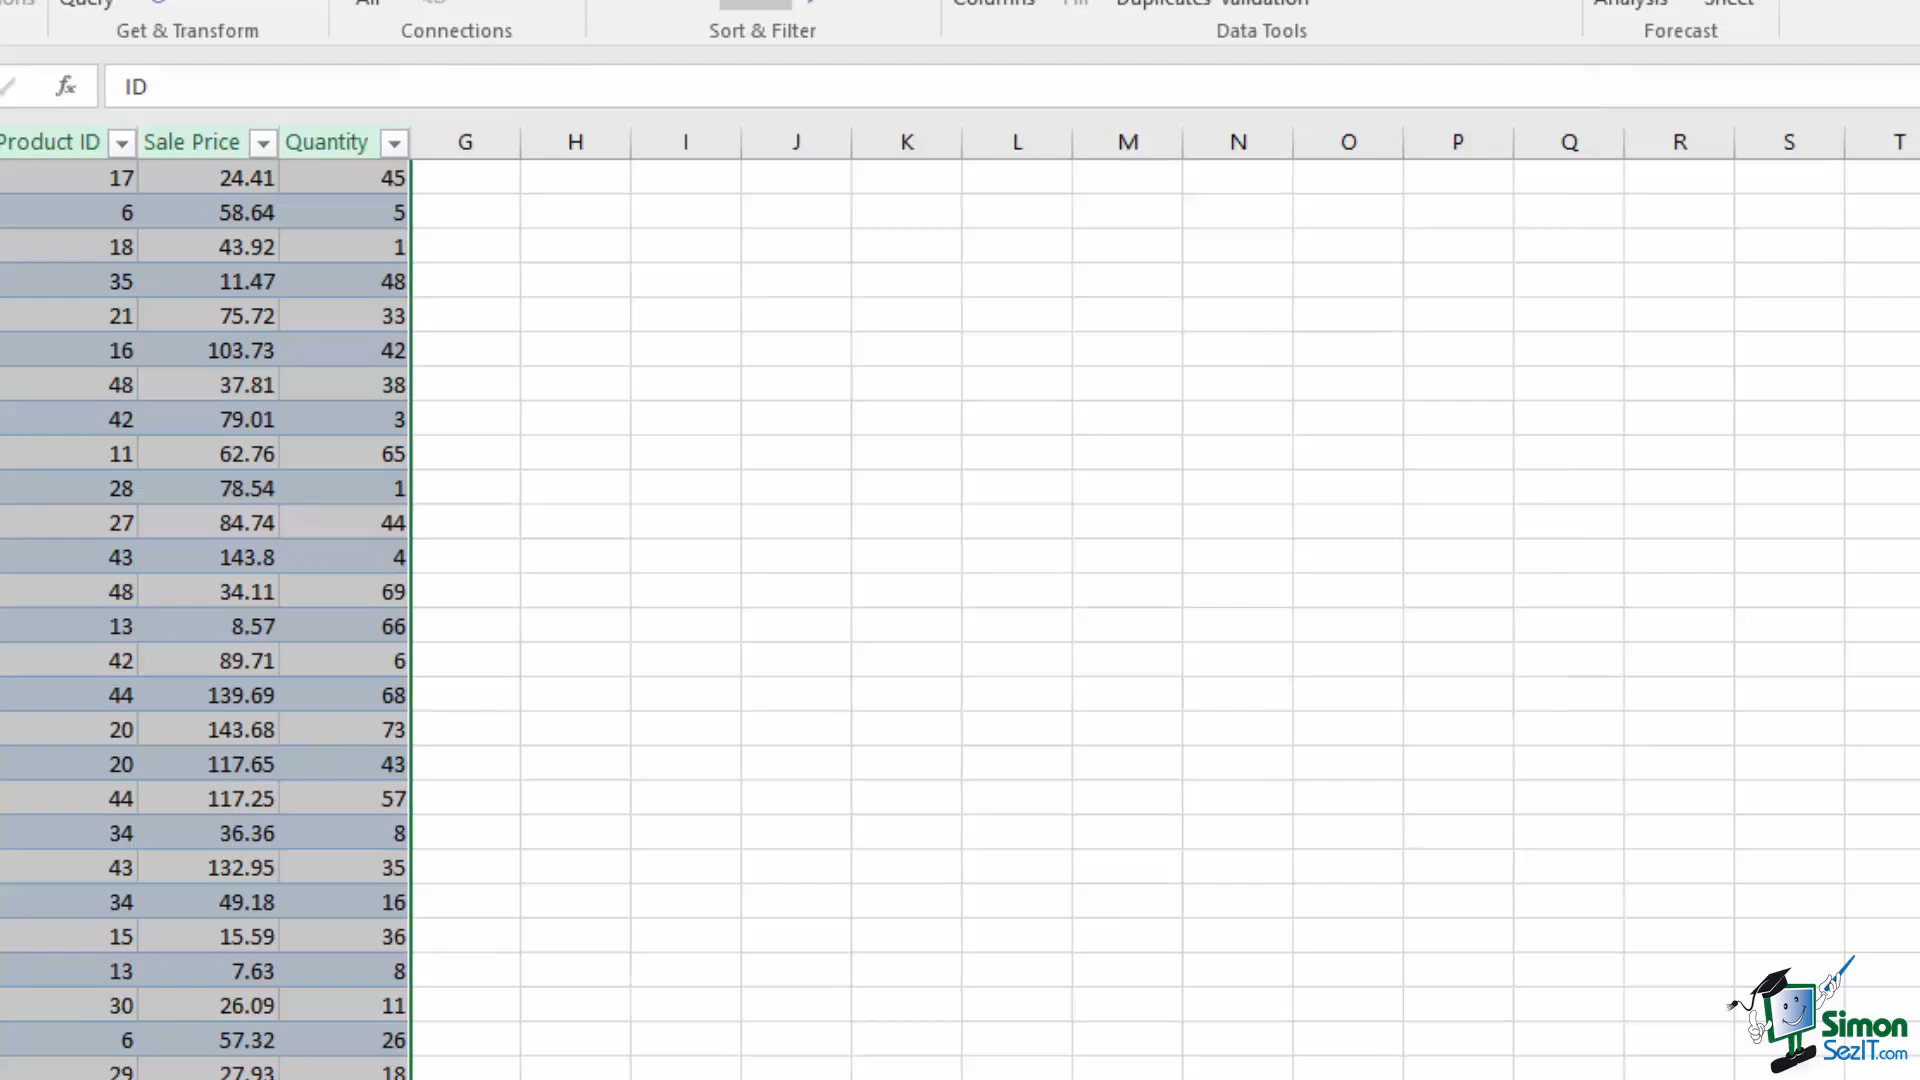 Query All Columns Fill Duplicates Validation Analysis Sheet
Get & Transform Connections Sort & Filter Data Tools Forecast
fx ID
Product ID Sale Price Quantity G H I J K L M N O P Q R S T
17 24.41 45
6 58.64 5
18 43.92 1
35 11.47 48
21 75.72 33
16 103.73 42
48 37.81 38
42 79.01 3
11 62.76 65
28 78.54 1
27 84.74 44
43 143.8 4
48 34.11 69
13 8.57 66
42 89.71 6
44 139.69 68
20 143.68 73
20 117.65 43
44 117.25 57
34 36.36 8
43 132.95 35
34 49.18 16
15 15.59 36
13 7.63 8
30 26.09 11
6 57.32 26
29 27.93 18
Simon
SezIT.com